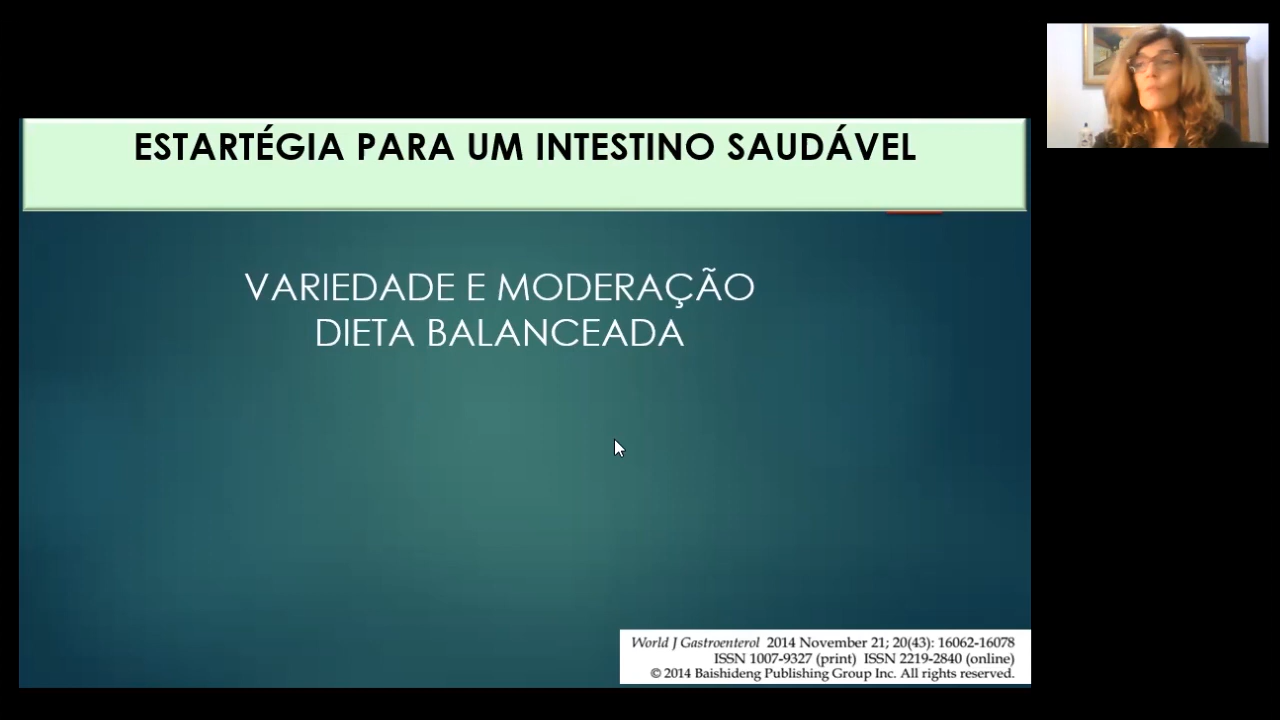 ESTARTÉGIA PARA UM INTESTINO SAUDÁVEL
VARIEDADE E MODERAÇÃO
DIETA BALANCEADA
World J Gastroenterol 2014 November 21; 20(43): 16062-16078
ISSN 1007-9327 (print) ISSN 2219-2840 (online)
© 2014 Baishideng Publishing Group Inc. All rights reserved.